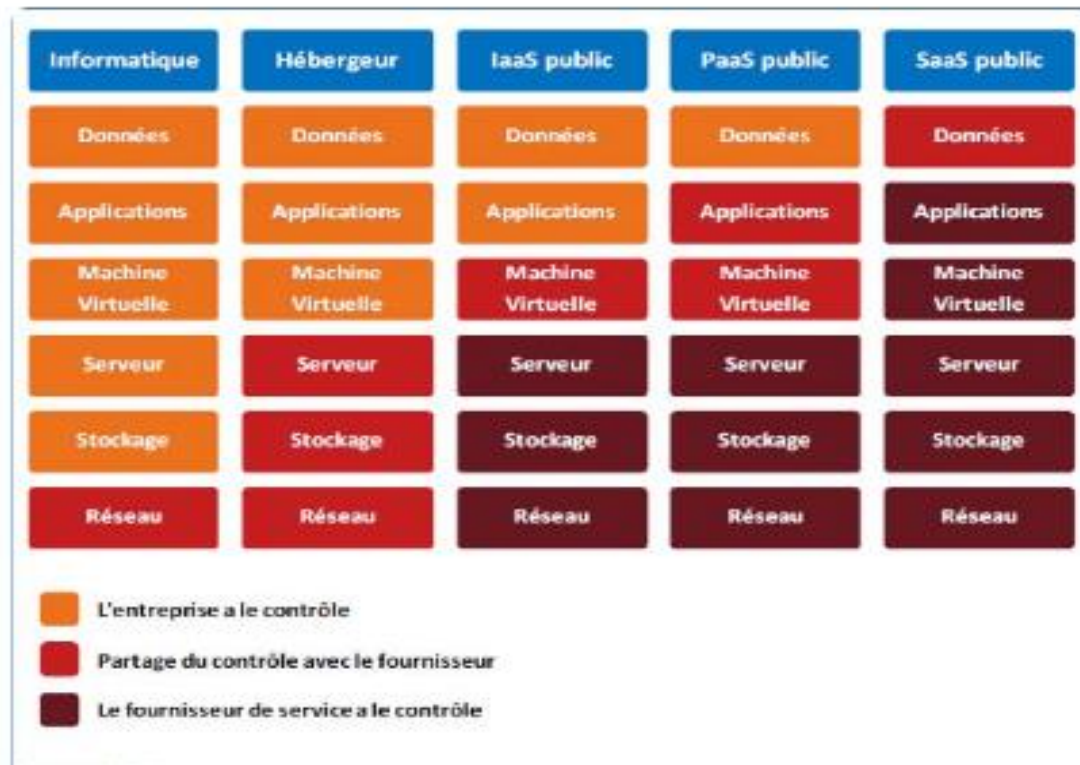 Informatique Hébergeur IaaS public PaaS public SaaS public
Données Données Données Données Données
Applications Applications Applications Applications Applications
Machine Virtuelle Machine Virtuelle Machine Virtuelle Machine Virtuelle Machine Virtuelle
Serveur Serveur Serveur Serveur Serveur
Stockage Stockage Stockage Stockage Stockage
Réseau Réseau Réseau Réseau Réseau
L'entreprise a le contrôle
Partage du contrôle avec le fournisseur
Le fournisseur de service a le contrôle